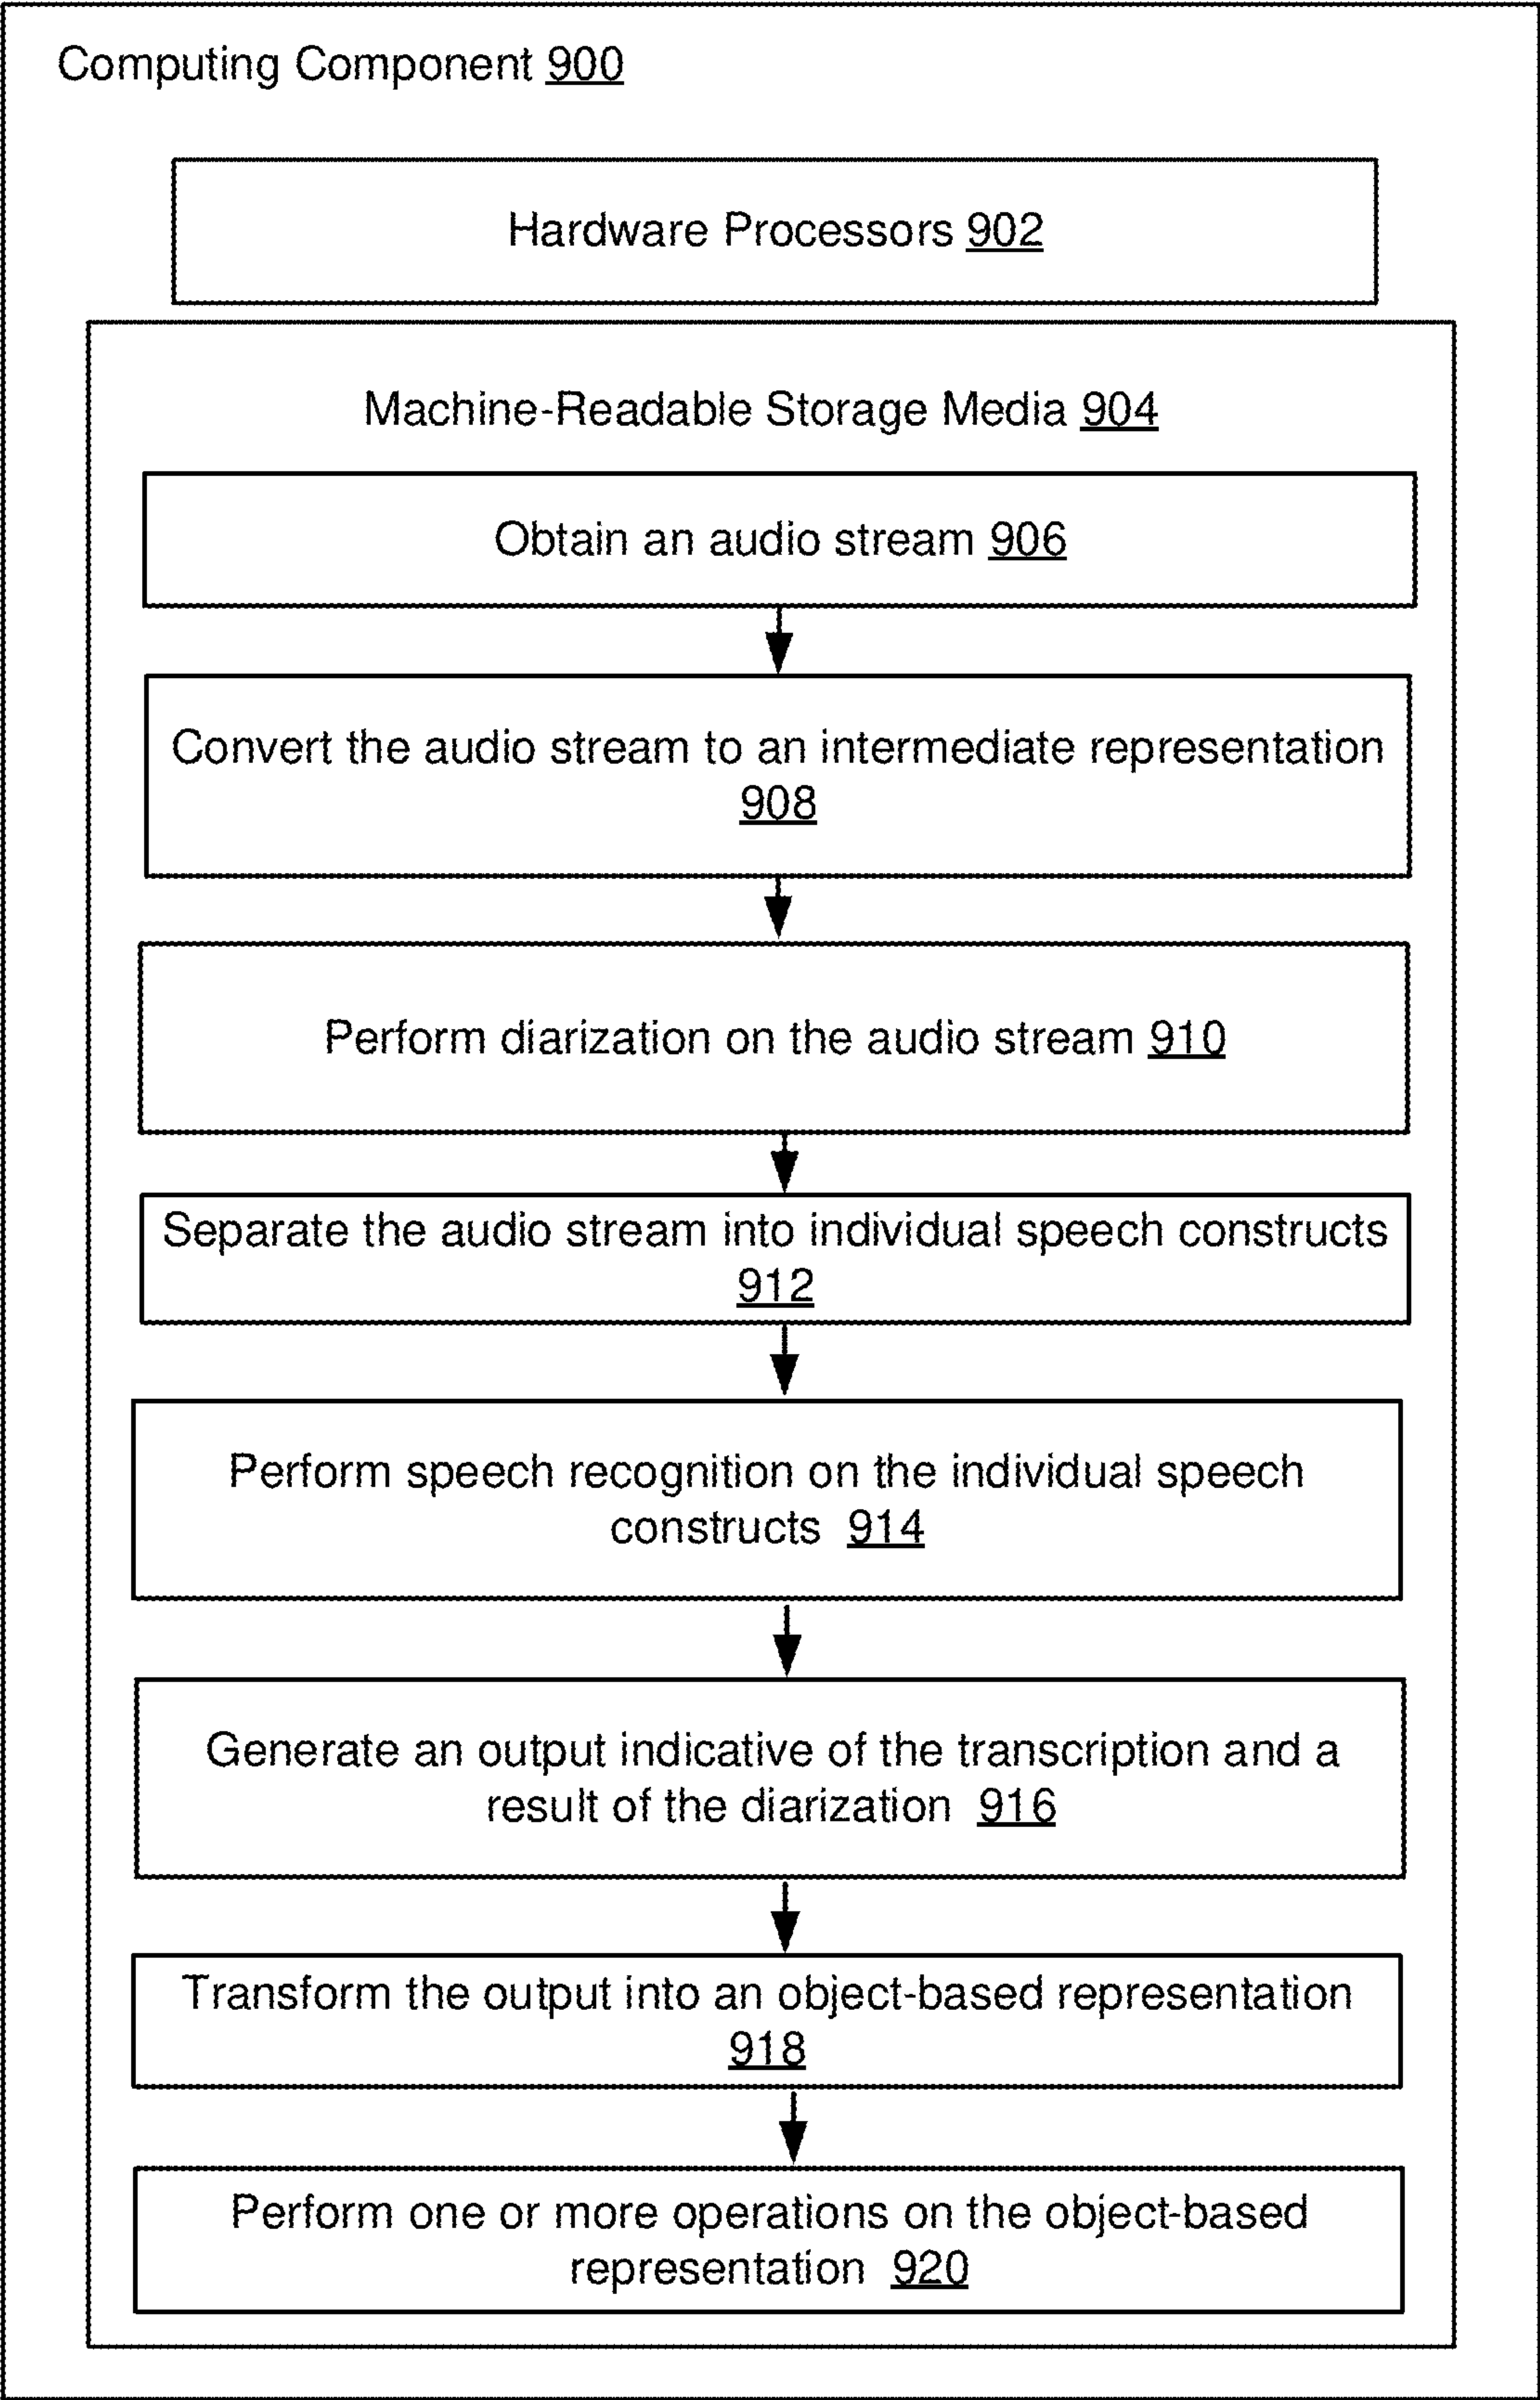 Computing Component 900
Hardware Processors 902
Machine-Readable Storage Media 904
Obtain an audio stream 906
Convert the audio stream to an intermediate representation
908
Perform diarization on the audio stream 910
Separate the audio stream into individual speech constructs
912
Perform speech recognition on the individual speech
constructs 914
Generate an output indicative of the transcription and a
result of the diarization 916
Transform the output into an object-based representation
918
Perform one or more operations on the object-based
representation 920